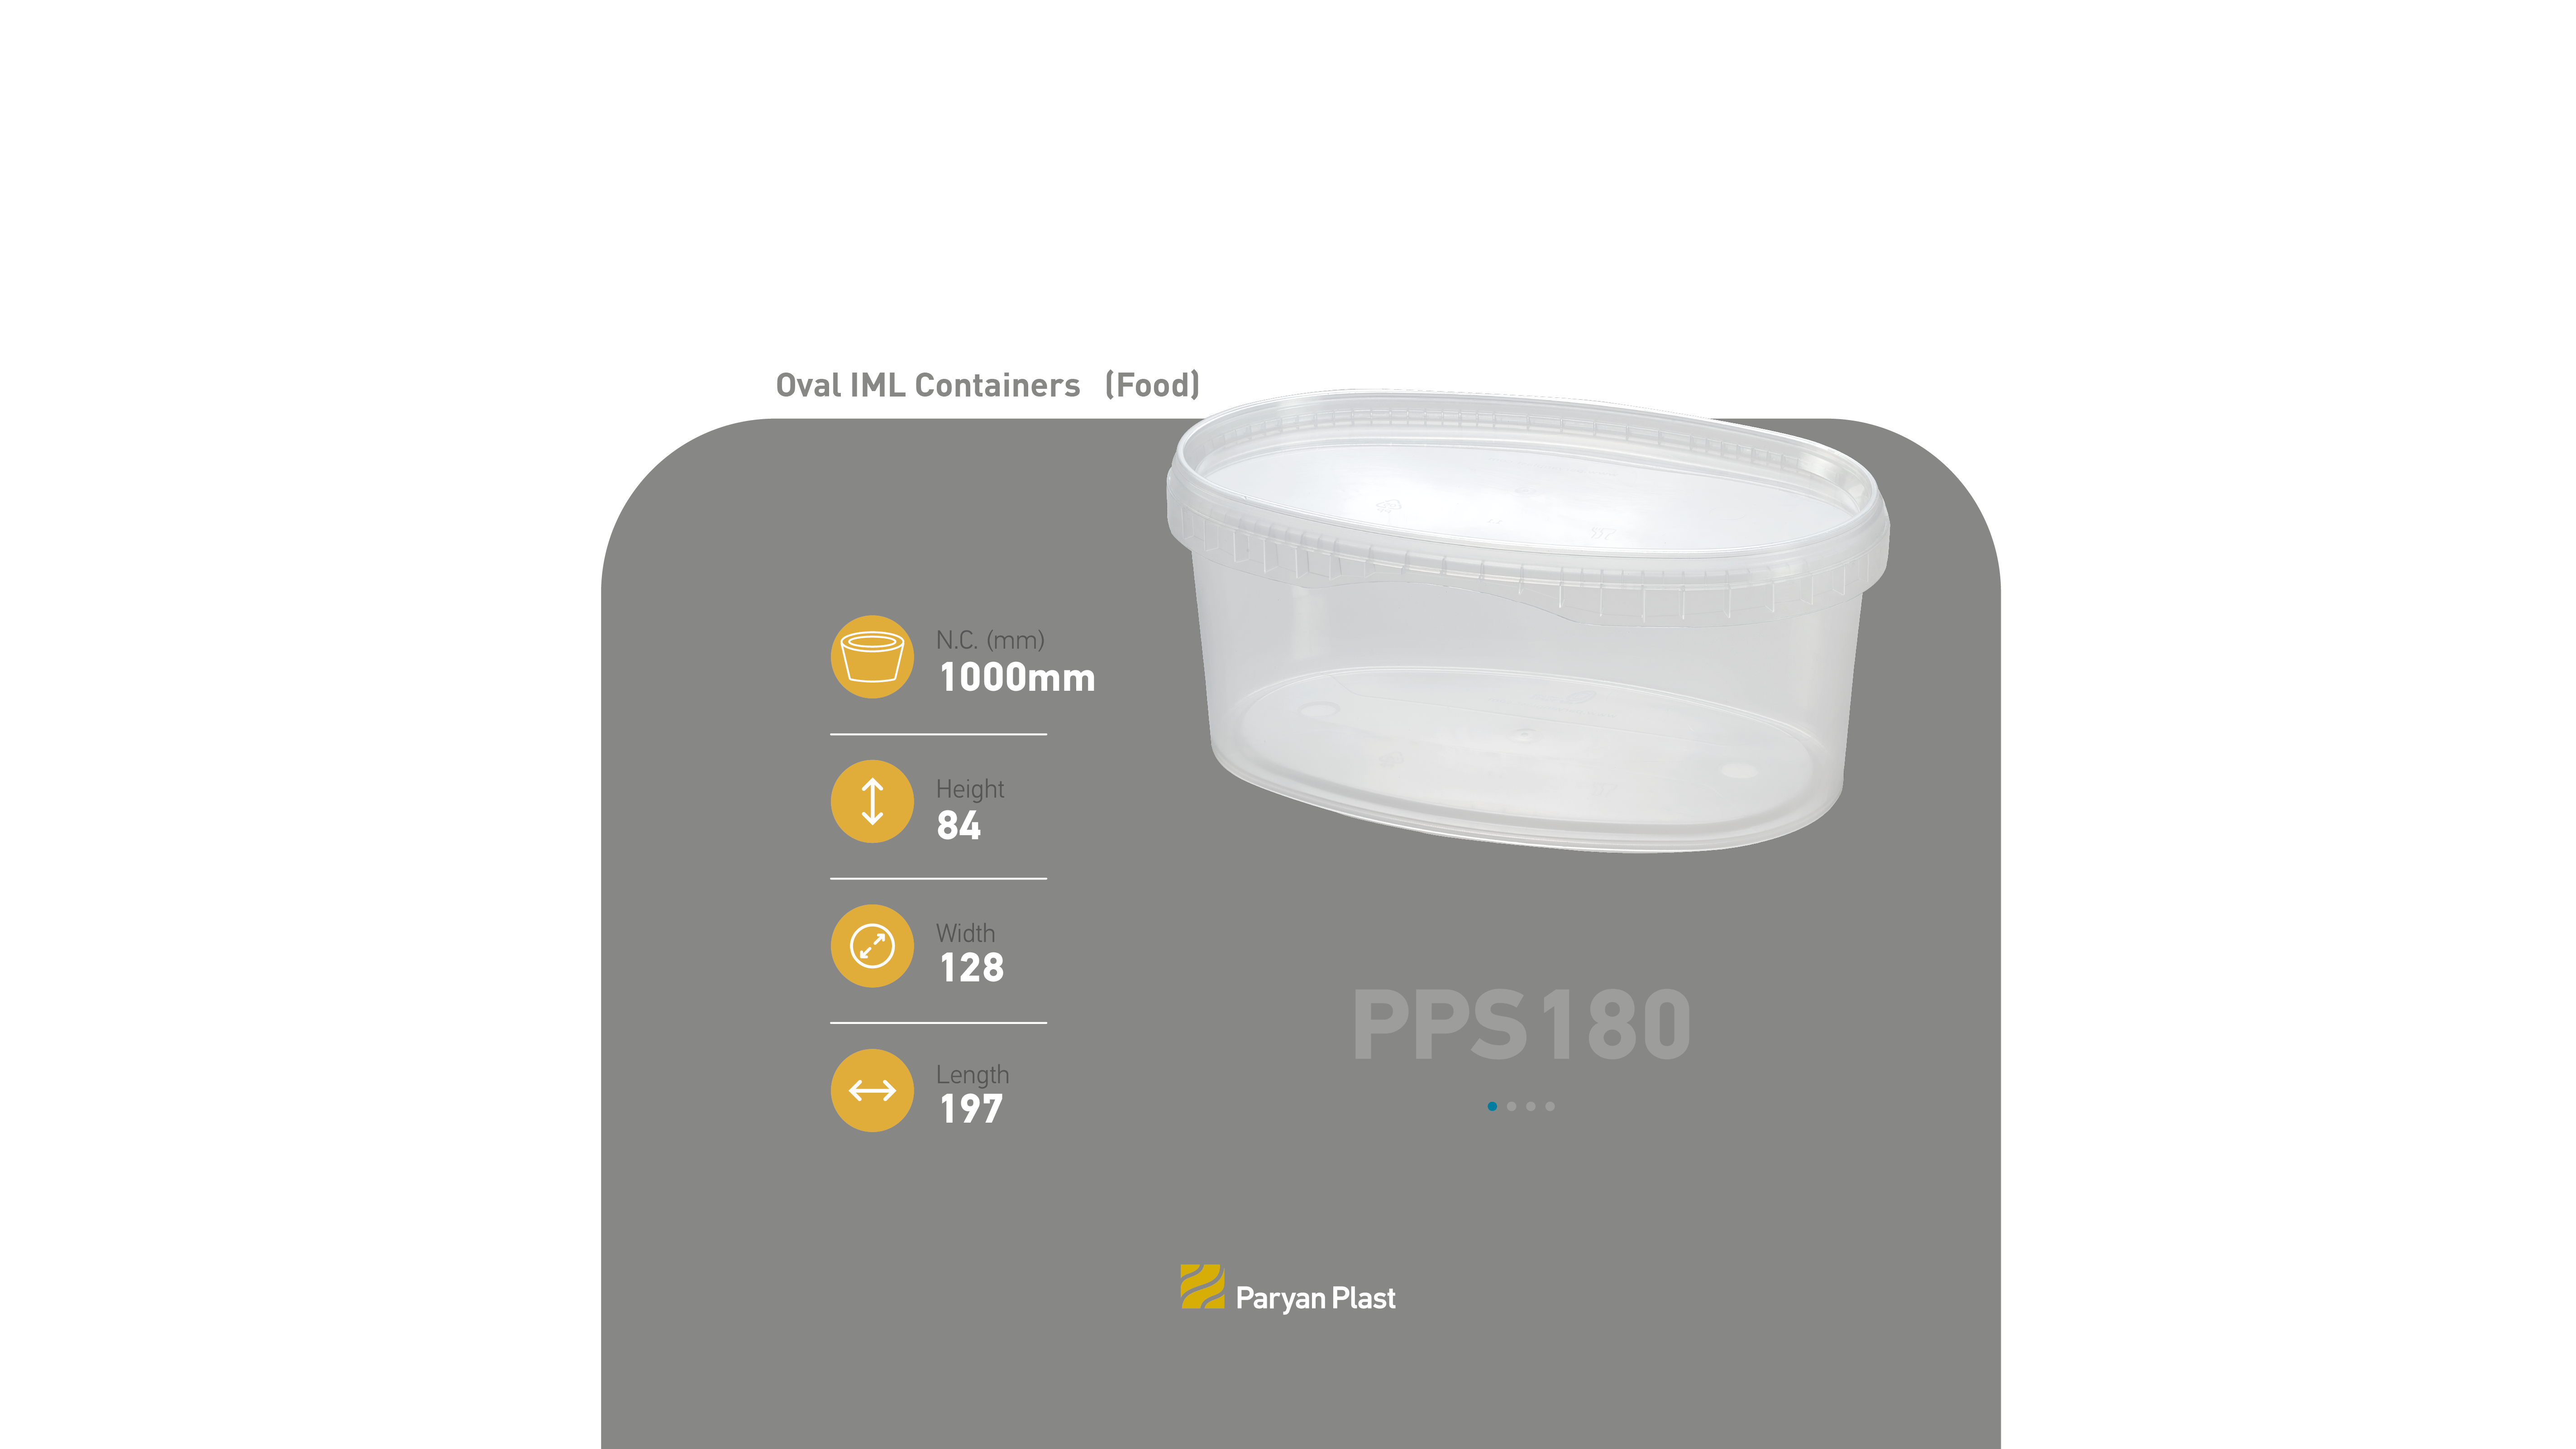 Oval IML Containers (Food)
N.C. (mm)
1000mm
Height
84
Width
128
Length
197
PPS180
Paryan Plast